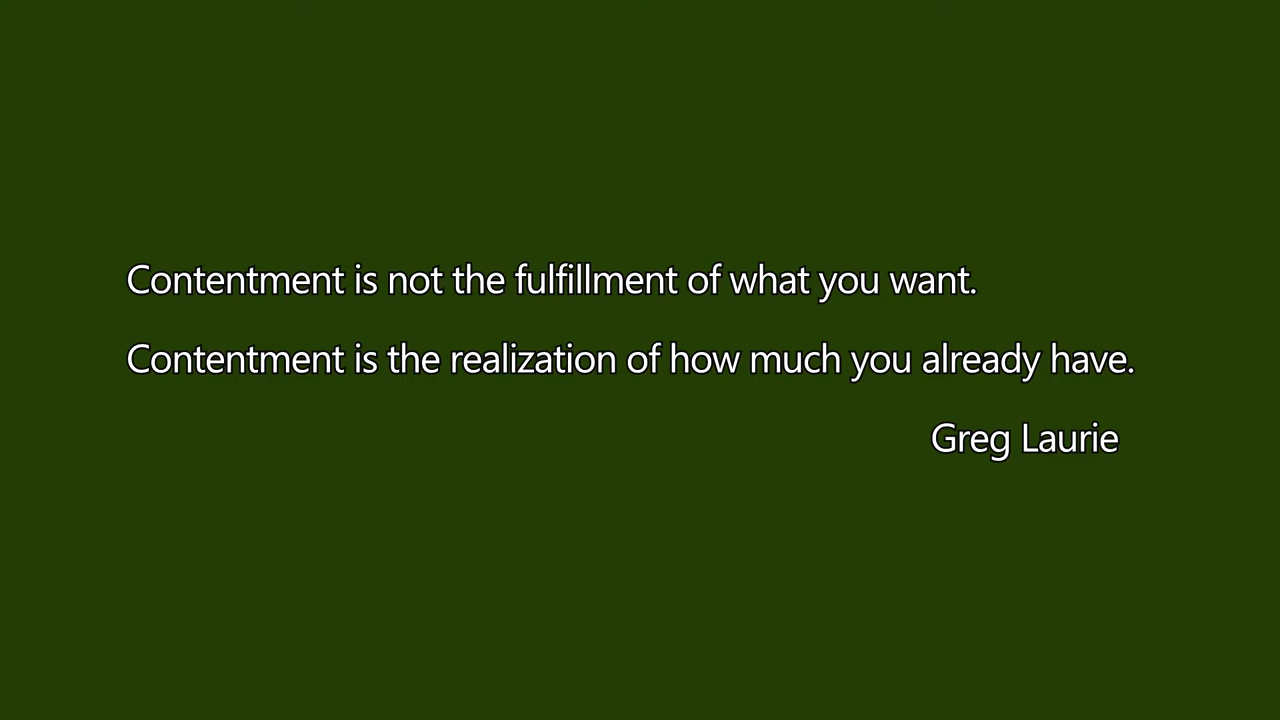 Contentment is not the fulfillment of what you want.
Contentment is the realization of how much you already have.
Greg Laurie